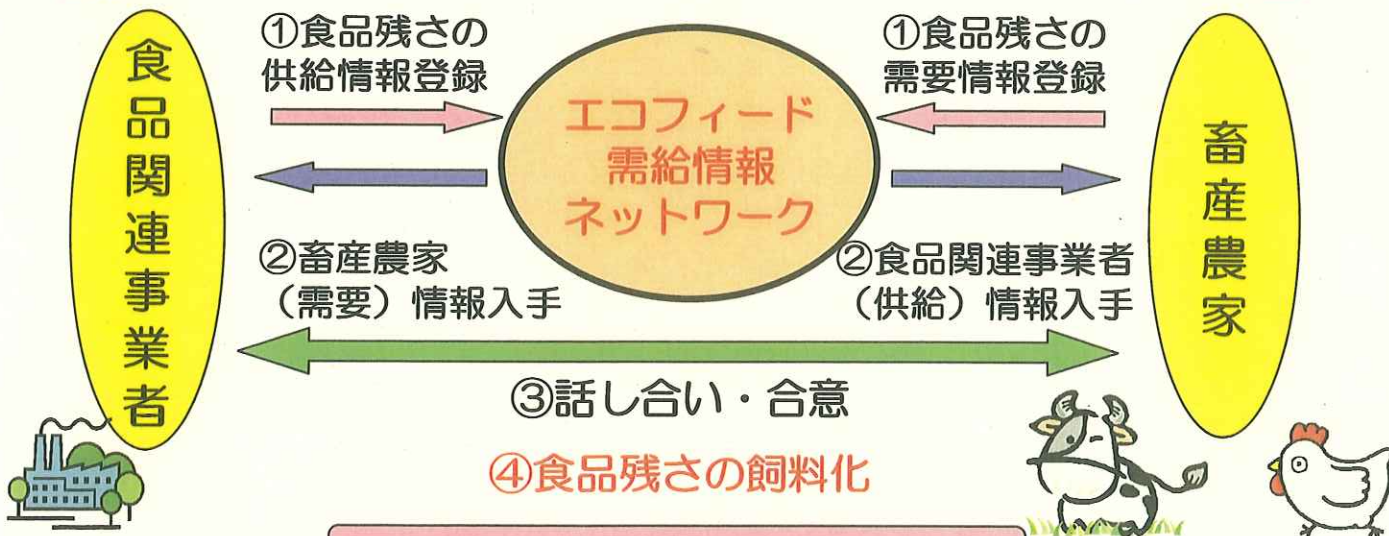 食品関連事業者
①食品残さの
供給情報登録
エコフィード
需給情報
ネットワーク
①食品残さの
需要情報登録
畜産農家
②畜産農家
（需要）情報入手
②食品関連事業者
（供給）情報入手
③話し合い・合意
④食品残さの飼料化